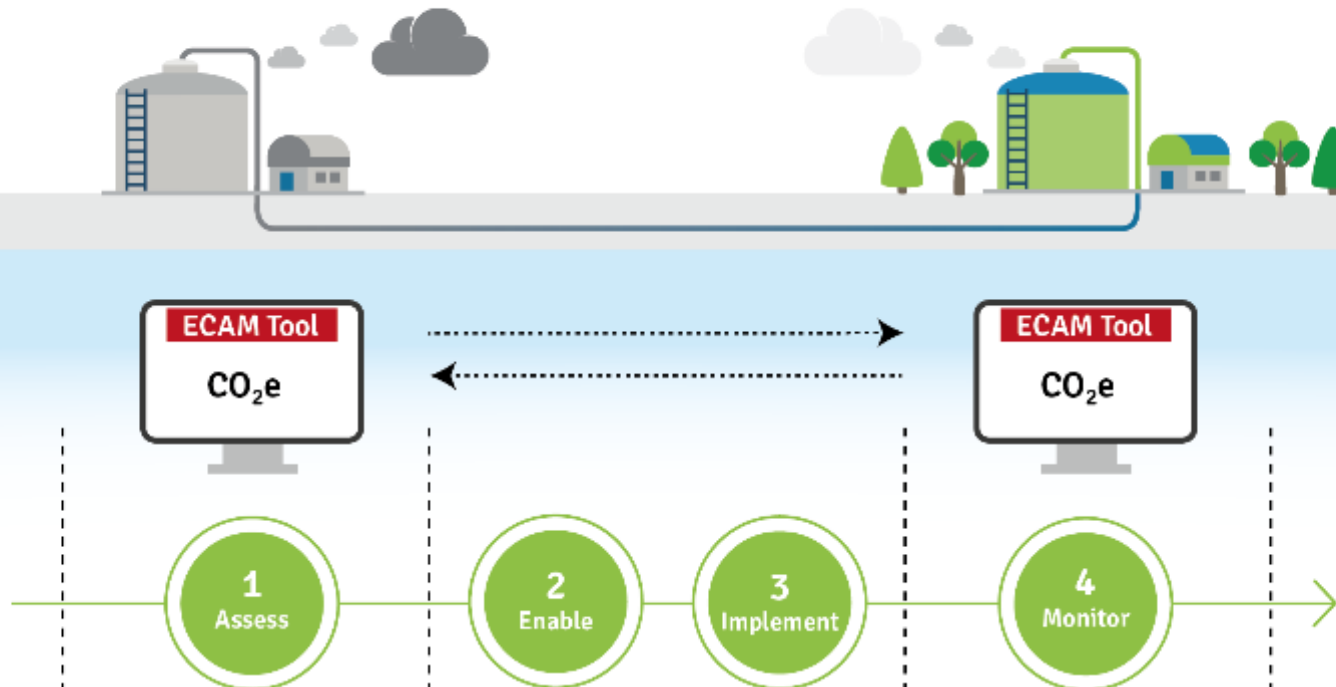 ECAM Tool
CO₂e
ECAM Tool
CO₂e
1
Assess
2
Enable
3
Implement
4
Monitor